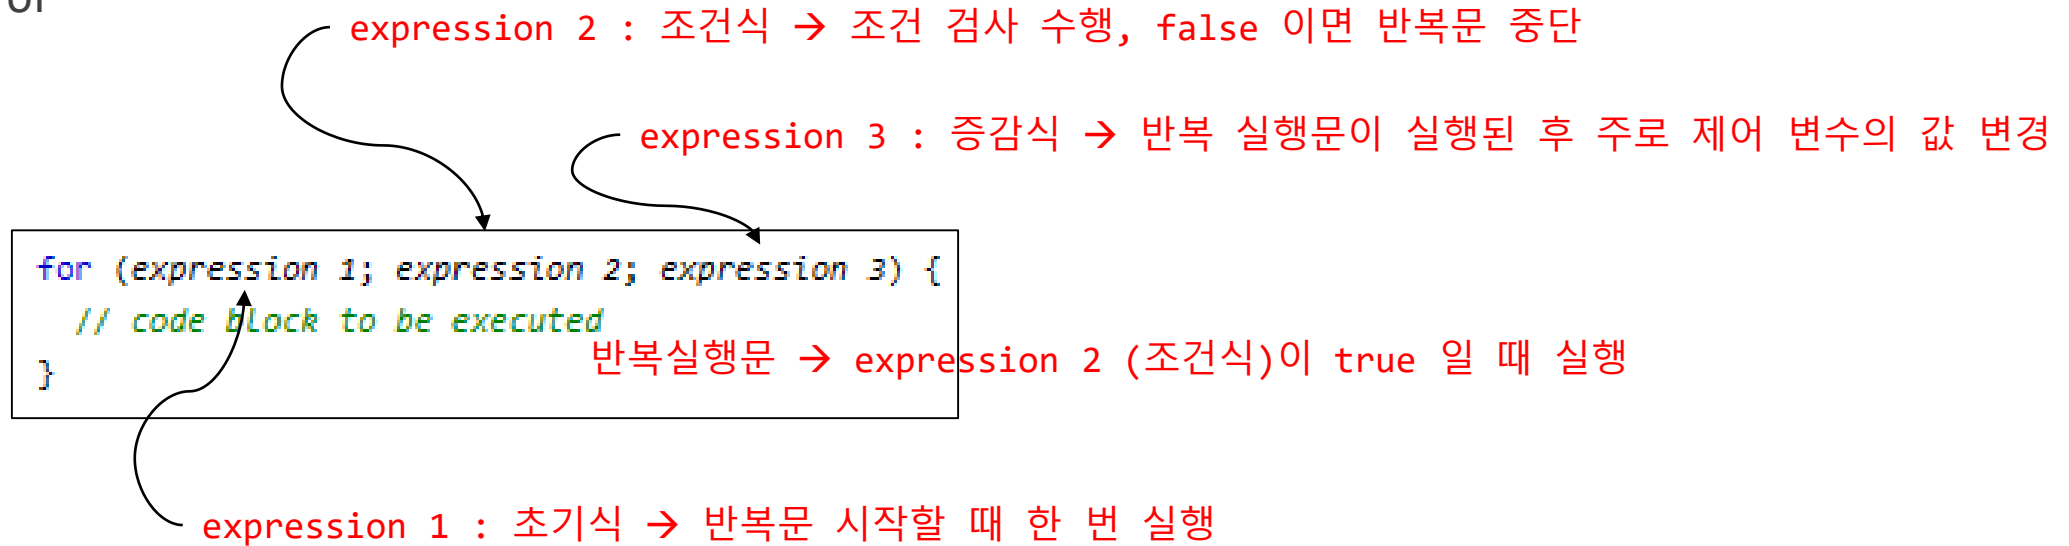 expression 2 : 조건식 → 조건 검사 수행, false 이면 반복문 중단
expression 3 : 증감식 → 반복 실행문이 실행된 후 주로 제어 변수의 값 변경
for (expression 1; expression 2; expression 3) {
// code block to be executed
반복실행문 → expression 2 (조건식)이 true 일 때 실행
}
expression 1 : 초기식 → 반복문 시작할 때 한 번 실행